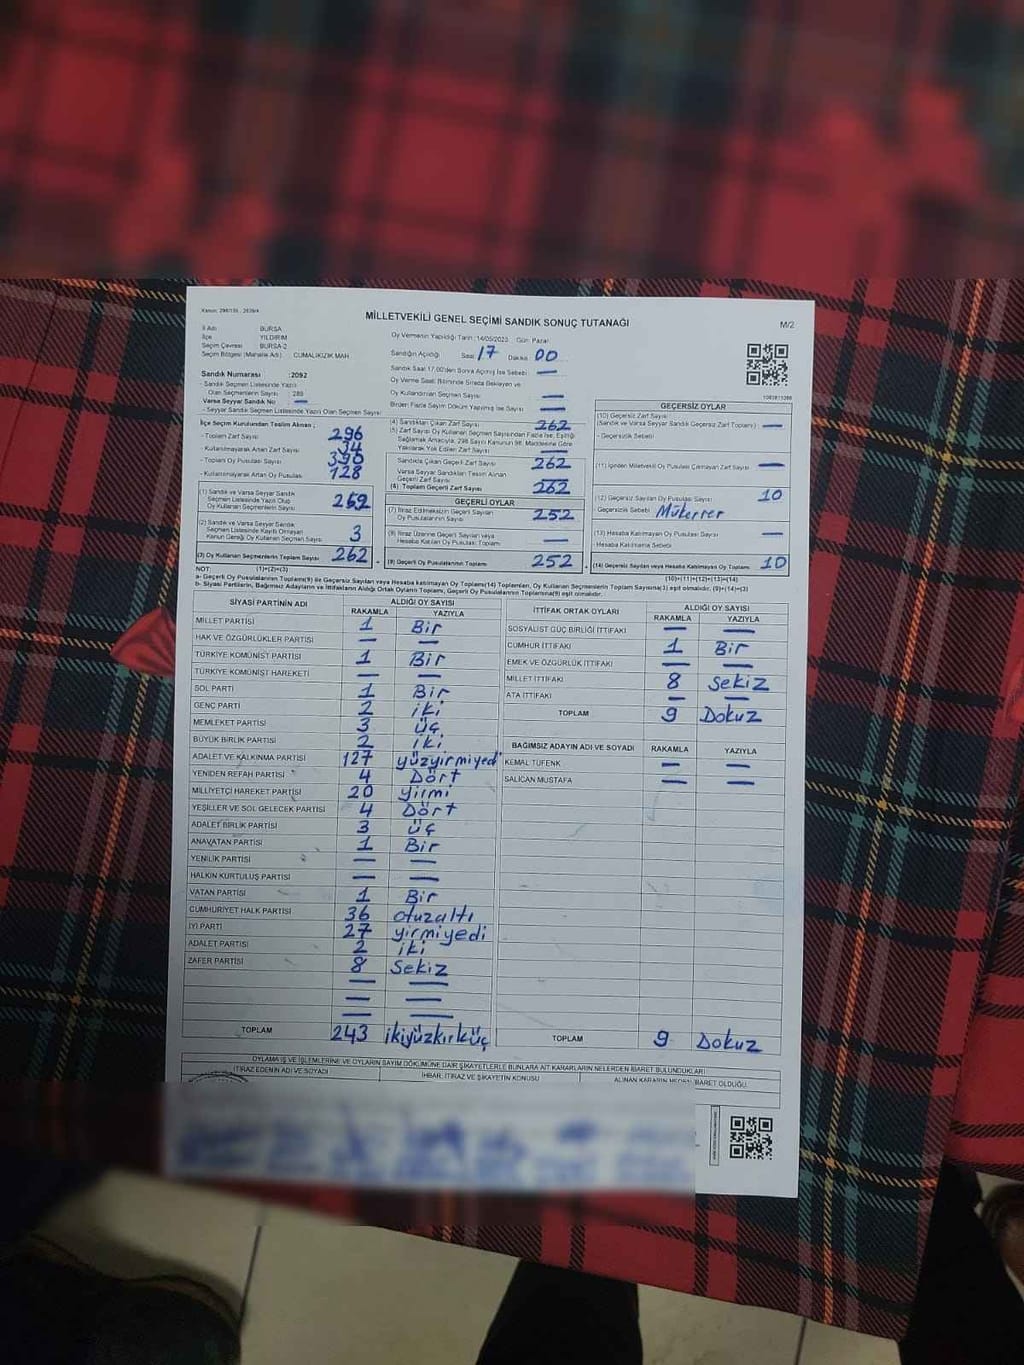 MİLLETVEKİLİ GENEL SEÇİMİ SANDIK SONUÇ TUTANAĞI
M/2
İl Adı BURSA
İlçe YILDIRIM
Seçim Çevresi BURSA-2
Seçim Bölgesi (Mahalle Adı) CUMALIKIZIK MAH
Sandık Numarası :2092
- Sandık Seçmen Listesinde Yazılı
Olan Seçmenlerin Sayısı :289
Varsa Seyyar Sandık No —
- Seyyar Sandık Seçmen Listesinde Yazılı Olan Seçmen Sayısı
Oy Vermenin Yapıldığı Tarih :14/05/2023 Gün: Pazar
Sandığın Açıldığı Saat 17 Dakika 00
Sandık Saat 17.00'den Sonra Açılmış İse Sebebi —
Oy Verme Saati Bitiminde Sırada Bekleyen ve
Oy Kullandırılan Seçmen Sayısı —
Birden Fazla Sayım Döküm Yapılmış İse Sayısı —
İlçe Seçim Kurulundan Teslim Alınan ;
- Toplam Zarf Sayısı 296
- Kullanılmayarak Artan Zarf Sayısı 34
- Toplam Oy Pusulası Sayısı 390
- Kullanılmayarak Artan Oy Pusulası 128
(1) Sandık ve Varsa Seyyar Sandık
Seçmen Listesinde Yazılı Olup
Oy Kullanan Seçmenlerin Sayısı 259
(2) Sandık ve Varsa Seyyar Sandık
Seçmen Listesinde Kayıtlı Olmayan
Kanun Gereği Oy Kullanan Seçmen Sayısı 3
(3) Oy Kullanan Seçmenlerin Toplam Sayısı 262
(1)+(2)=(3)
(4) Sandıktan Çıkan Zarf Sayısı 262
(5) Zarf Sayısı Oy Kullanan Seçmen Sayısından Fazla İse, Eşitliği
Sağlamak Amacıyla, 298 Sayılı Kanunun 98. Maddesine Göre
Yakılarak Yok Edilen Zarf Sayısı —
Sandıkta Çıkan Geçerli Zarf Sayısı 262
Varsa Seyyar Sandıktan Teslim Alınan
Geçerli Zarf Sayısı —
(6) Toplam Geçerli Zarf Sayısı 262
GEÇERLİ OYLAR
(7) İtiraz Edilmeksizin Geçerli Sayılan
Oy Pusulalarının Sayısı 252
(8) İtiraz Üzerine Geçerli Sayılan veya
Hesaba Katılan Oy Pusulası Toplamı —
(9) Geçerli Oy Pusulalarının Toplamı 252
GEÇERSİZ OYLAR
(10) Geçersiz Zarf Sayısı
(Sandık ve Varsa Seyyar Sandık Geçersiz Zarf Toplamı) —
- Geçersizlik Sebebi
(11) İçinden Milletvekili Oy Pusulası Çıkmayan Zarf Sayısı —
(12) Geçersiz Sayılan Oy Pusulası Sayısı 10
Geçersizlik Sebebi Mükerrer
(13) Hesaba Katılmayan Oy Pusulası Sayısı —
Hesaba Katılmama Sebebi
(14) Geçersiz Sayılan veya Hesaba Katılmayan Oy Toplamı 10
(10)+(11)+(12)+(13)=(14)
NOT:
a- Geçerli Oy Pusulalarının Toplamı(9) ile Geçersiz Sayılan veya Hesaba katılmayan Oy Toplamı(14) Toplamları, Oy Kullanan Seçmenlerin Toplam Sayısına(3) eşit olmalıdır. (9)+(14)=(3)
b- Siyasi Partilerin, Bağımsız Adayların ve İttifakların Aldığı Ortak Oyların Toplamı, Geçerli Oy Pusulalarının Toplamına(9) eşit olmalıdır.
SİYASİ PARTİNİN ADI ALDIĞI OY SAYISI
RAKAMLA YAZIYLA
MİLLET PARTİSİ 1 Bir
HAK VE ÖZGÜRLÜKLER PARTİSİ — —
TÜRKİYE KOMÜNİST PARTİSİ 1 Bir
TÜRKİYE KOMÜNİST HAREKETİ — —
SOL PARTİ 1 Bir
GENÇ PARTİ 2 iki
MEMLEKET PARTİSİ 3 üç
BÜYÜK BİRLİK PARTİSİ 2 iki
ADALET VE KALKINMA PARTİSİ 127 yüzyirmiyedi
YENİDEN REFAH PARTİSİ 4 Dört
MİLLİYETÇİ HAREKET PARTİSİ 20 yirmi
YEŞİLLER VE SOL GELECEK PARTİSİ 4 Dört
ADALET BİRLİK PARTİSİ 3 üç
ANAVATAN PARTİSİ 1 Bir
YENİLİK PARTİSİ — —
HALKIN KURTULUŞ PARTİSİ — —
VATAN PARTİSİ 1 Bir
CUMHURİYET HALK PARTİSİ 36 otuzaltı
İYİ PARTİ 27 yirmiyedi
ADALET PARTİSİ 2 iki
ZAFER PARTİSİ 8 Sekiz
— —
— —
— —
TOPLAM 243 ikiyüzkırküç
İTTİFAK ORTAK OYLARI ALDIĞI OY SAYISI
RAKAMLA YAZIYLA
SOSYALİST GÜÇ BİRLİĞİ İTTİFAKI — —
CUMHUR İTTİFAKI 1 Bir
EMEK VE ÖZGÜRLÜK İTTİFAKI — —
MİLLET İTTİFAKI 8 Sekiz
ATA İTTİFAKI — —
TOPLAM 9 Dokuz
BAĞIMSIZ ADAYIN ADI VE SOYADI RAKAMLA YAZIYLA
KEMAL TÜFENK — —
SALİCAN MUSTAFA — —
TOPLAM 9 Dokuz
OYLAMA İŞ VE İŞLEMLERİNE VE OYLARIN SAYIM DÖKÜMÜNE DAİR ŞİKAYETLERLE BUNLARA AİT KARARLARIN NELERDEN İBARET BULUNDUKLARI
İTİRAZ EDENİN ADI VE SOYADI İHBAR, İTİRAZ VE ŞİKAYETİN KONUSU ALINAN KARARIN NEDEN İBARET OLDUĞU